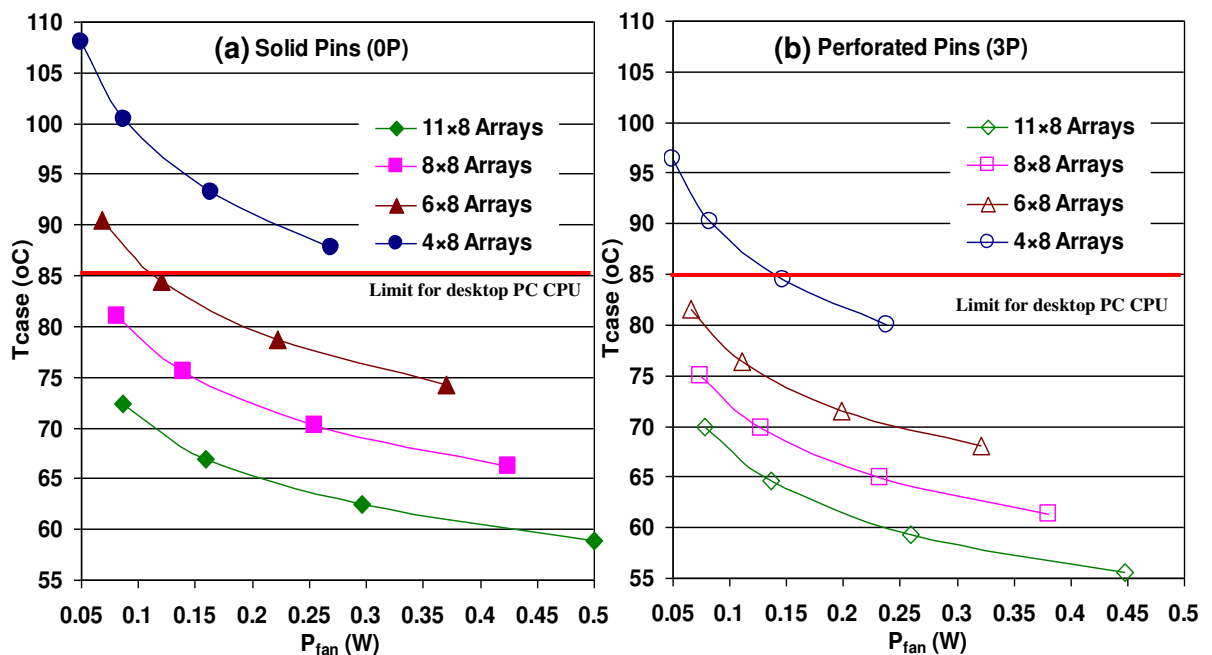 (a) Solid Pins (0P)
110
105
100
95
90
85
80
75
70
65
60
55
Tcase (oC)
11×8 Arrays
8×8 Arrays
6×8 Arrays
4×8 Arrays
Limit for desktop PC CPU
0.05 0.1 0.15 0.2 0.25 0.3 0.35 0.4 0.45 0.5
Pfan (W)
(b) Perforated Pins (3P)
110
105
100
95
90
85
80
75
70
65
60
55
Tcase (oC)
11×8 Arrays
8×8 Arrays
6×8 Arrays
4×8 Arrays
Limit for desktop PC CPU
0.05 0.1 0.15 0.2 0.25 0.3 0.35 0.4 0.45 0.5
Pfan (W)